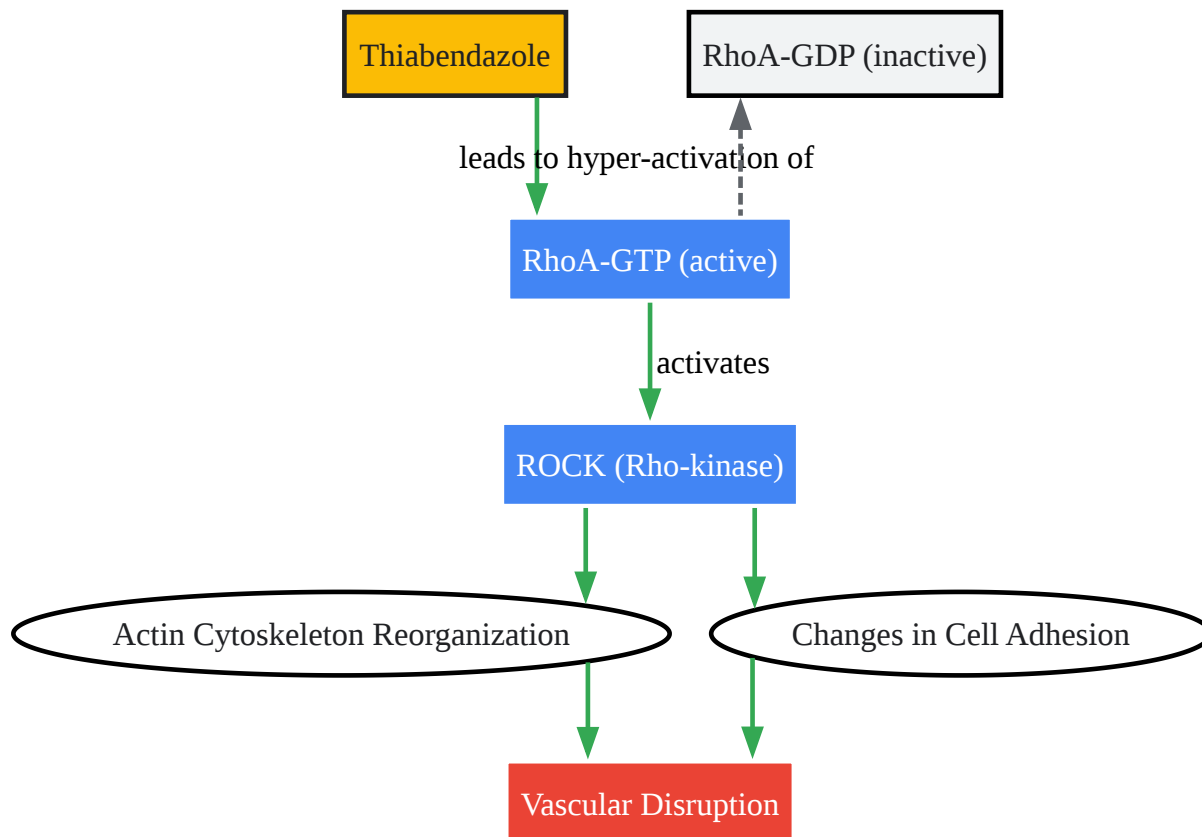 Thiabendazole
RhoA-GDP (inactive)
leads to hyper-activation of
RhoA-GTP (active)
activates
ROCK (Rho-kinase)
Actin Cytoskeleton Reorganization
Changes in Cell Adhesion
Vascular Disruption